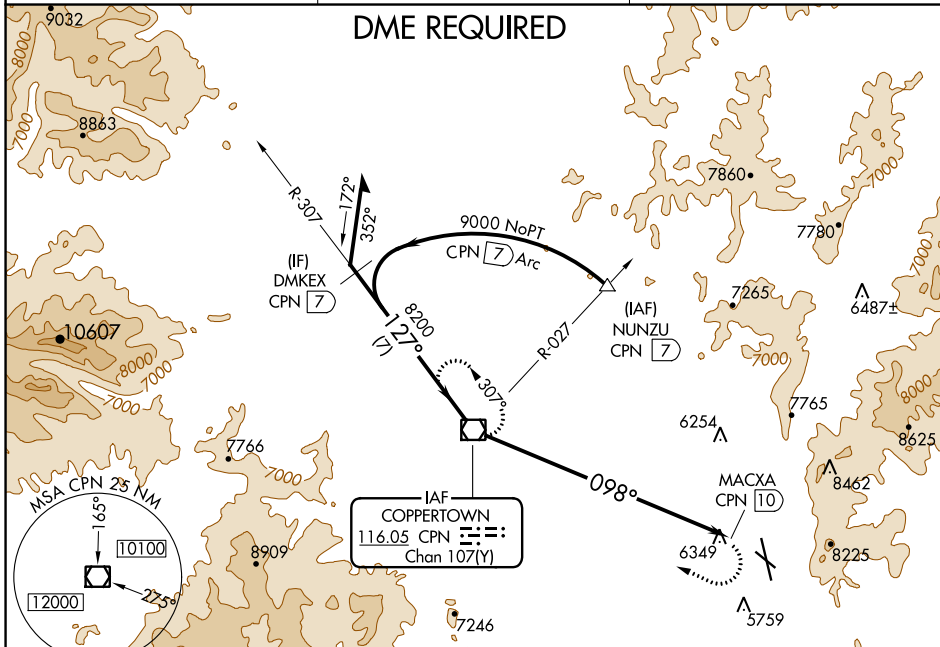 DME REQUIRED
9032
8000
7000
8863
7860
7000
7780
R-307
172°
352°
9000 NoPT
CPN 7 Arc
(IF)
DMKEX
CPN 7
7265
6487±
(IAF)
NUNZU
CPN 7
R-027
8200
127°
(7)
10607
8000
7000
7000
7000
8000
307°
7765
6254
8625
7766
7000
098°
MACXA
CPN 10
8462
MSA CPN 25 NM
165°
10100
12000
275°
IAF
COPPERTOWN
116.05 CPN
Chan 107(Y)
6349
8225
8909
5759
7246